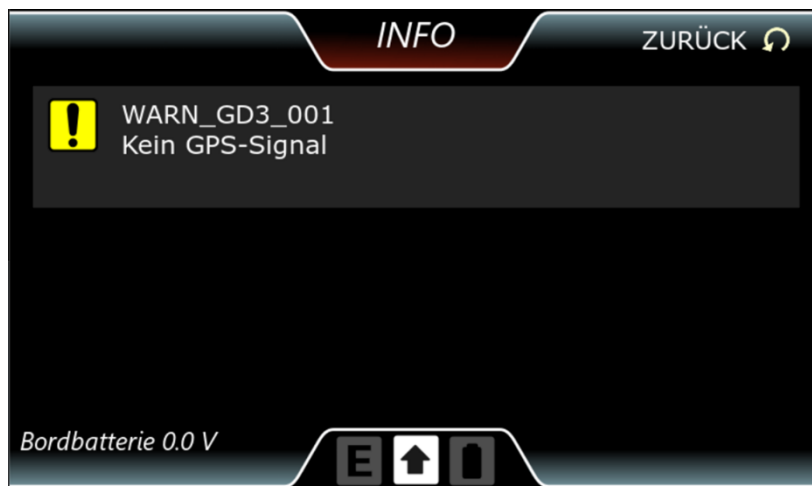 INFO
ZURÜCK
WARN_GD3_001
Kein GPS-Signal
Bordbatterie 0.0 V
E